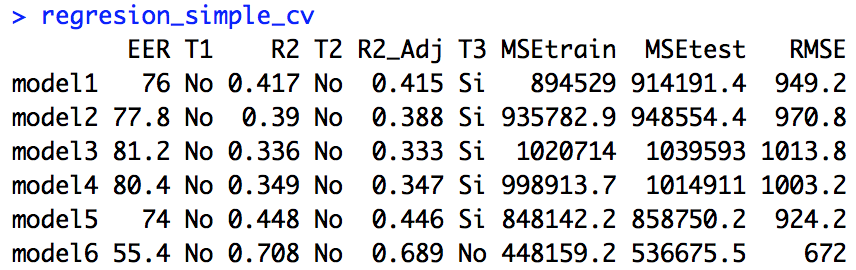 > regresion_simple_cv
EER T1 R2 T2 R2_Adj T3 MSEtrain MSEtest RMSE
model1 76 No 0.417 No 0.415 Si 894529 914191.4 949.2
model2 77.8 No 0.39 No 0.388 Si 935782.9 948554.4 970.8
model3 81.2 No 0.336 No 0.333 Si 1020714 1039593 1013.8
model4 80.4 No 0.349 No 0.347 Si 998913.7 1014911 1003.2
model5 74 No 0.448 No 0.446 Si 848142.2 858750.2 924.2
model6 55.4 No 0.708 No 0.689 No 448159.2 536675.5 672